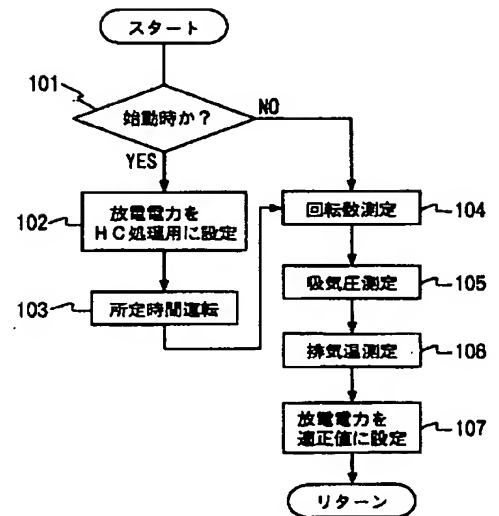 スタート
101
始動時か?
NO
YES
102
放電電力を
HC処理用に設定
回転数測定
104
吸気圧測定
105
103
所定時間運転
排気温測定
106
放電電力を
適正値に設定
107
リターン